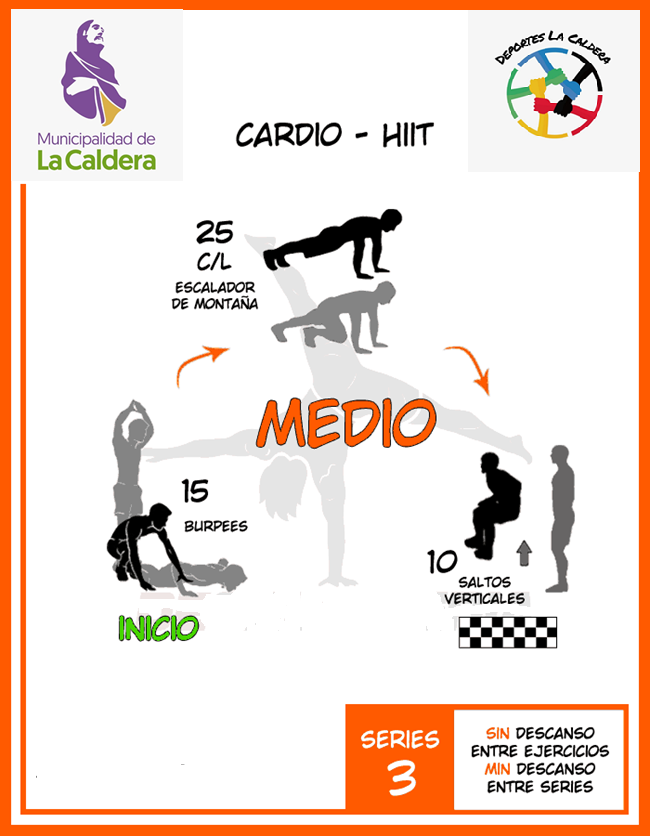 Municipalidad de
La Caldera
DEPORTES LA CALDERA
CARDIO - HIIT
25
C/L
ESCALADOR
DE MONTAÑA
MEDIO
15
BURPEES
INICIO
10
SALTOS
VERTICALES
SERIES
3
SIN DESCANSO
ENTRE EJERCICIOS
MIN DESCANSO
ENTRE SERIES